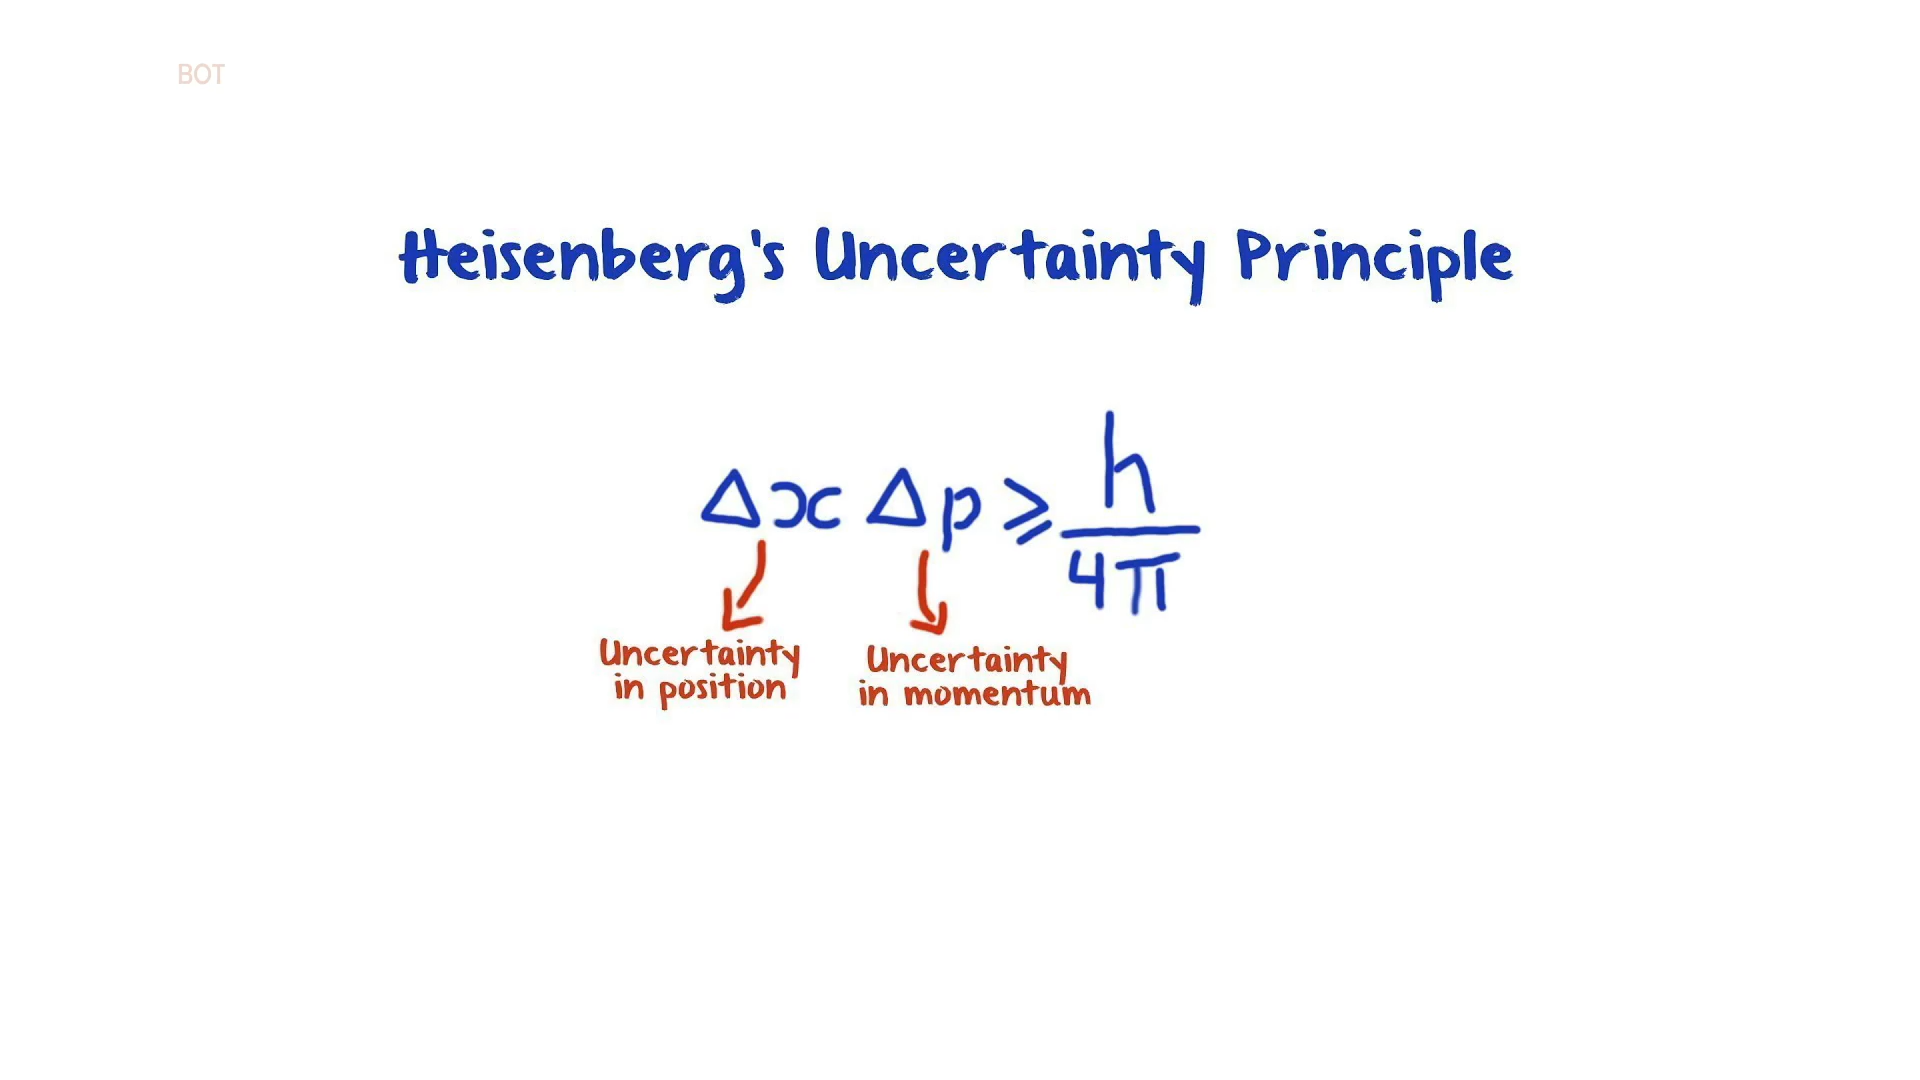 BOT
Heisenberg's Uncertainty Principle
Δx Δp ⩾ h/4π
Uncertainty in position
Uncertainty in momentum